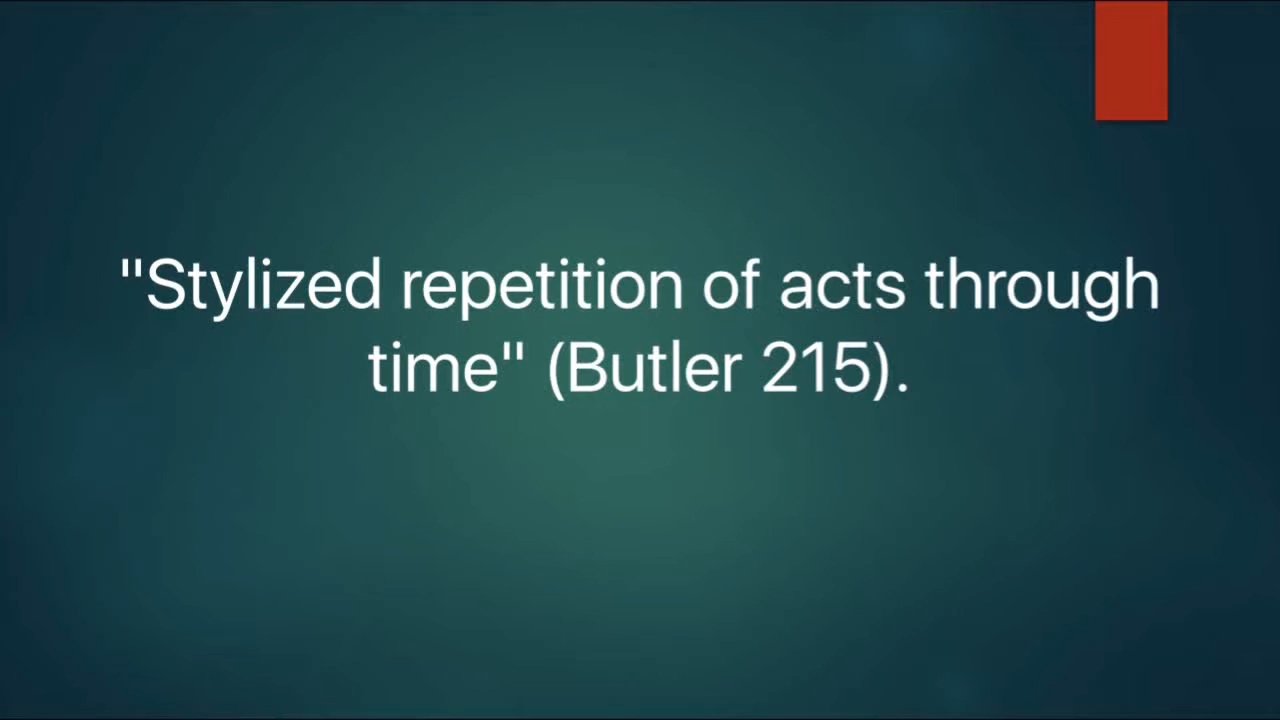 "Stylized repetition of acts through
time" (Butler 215).